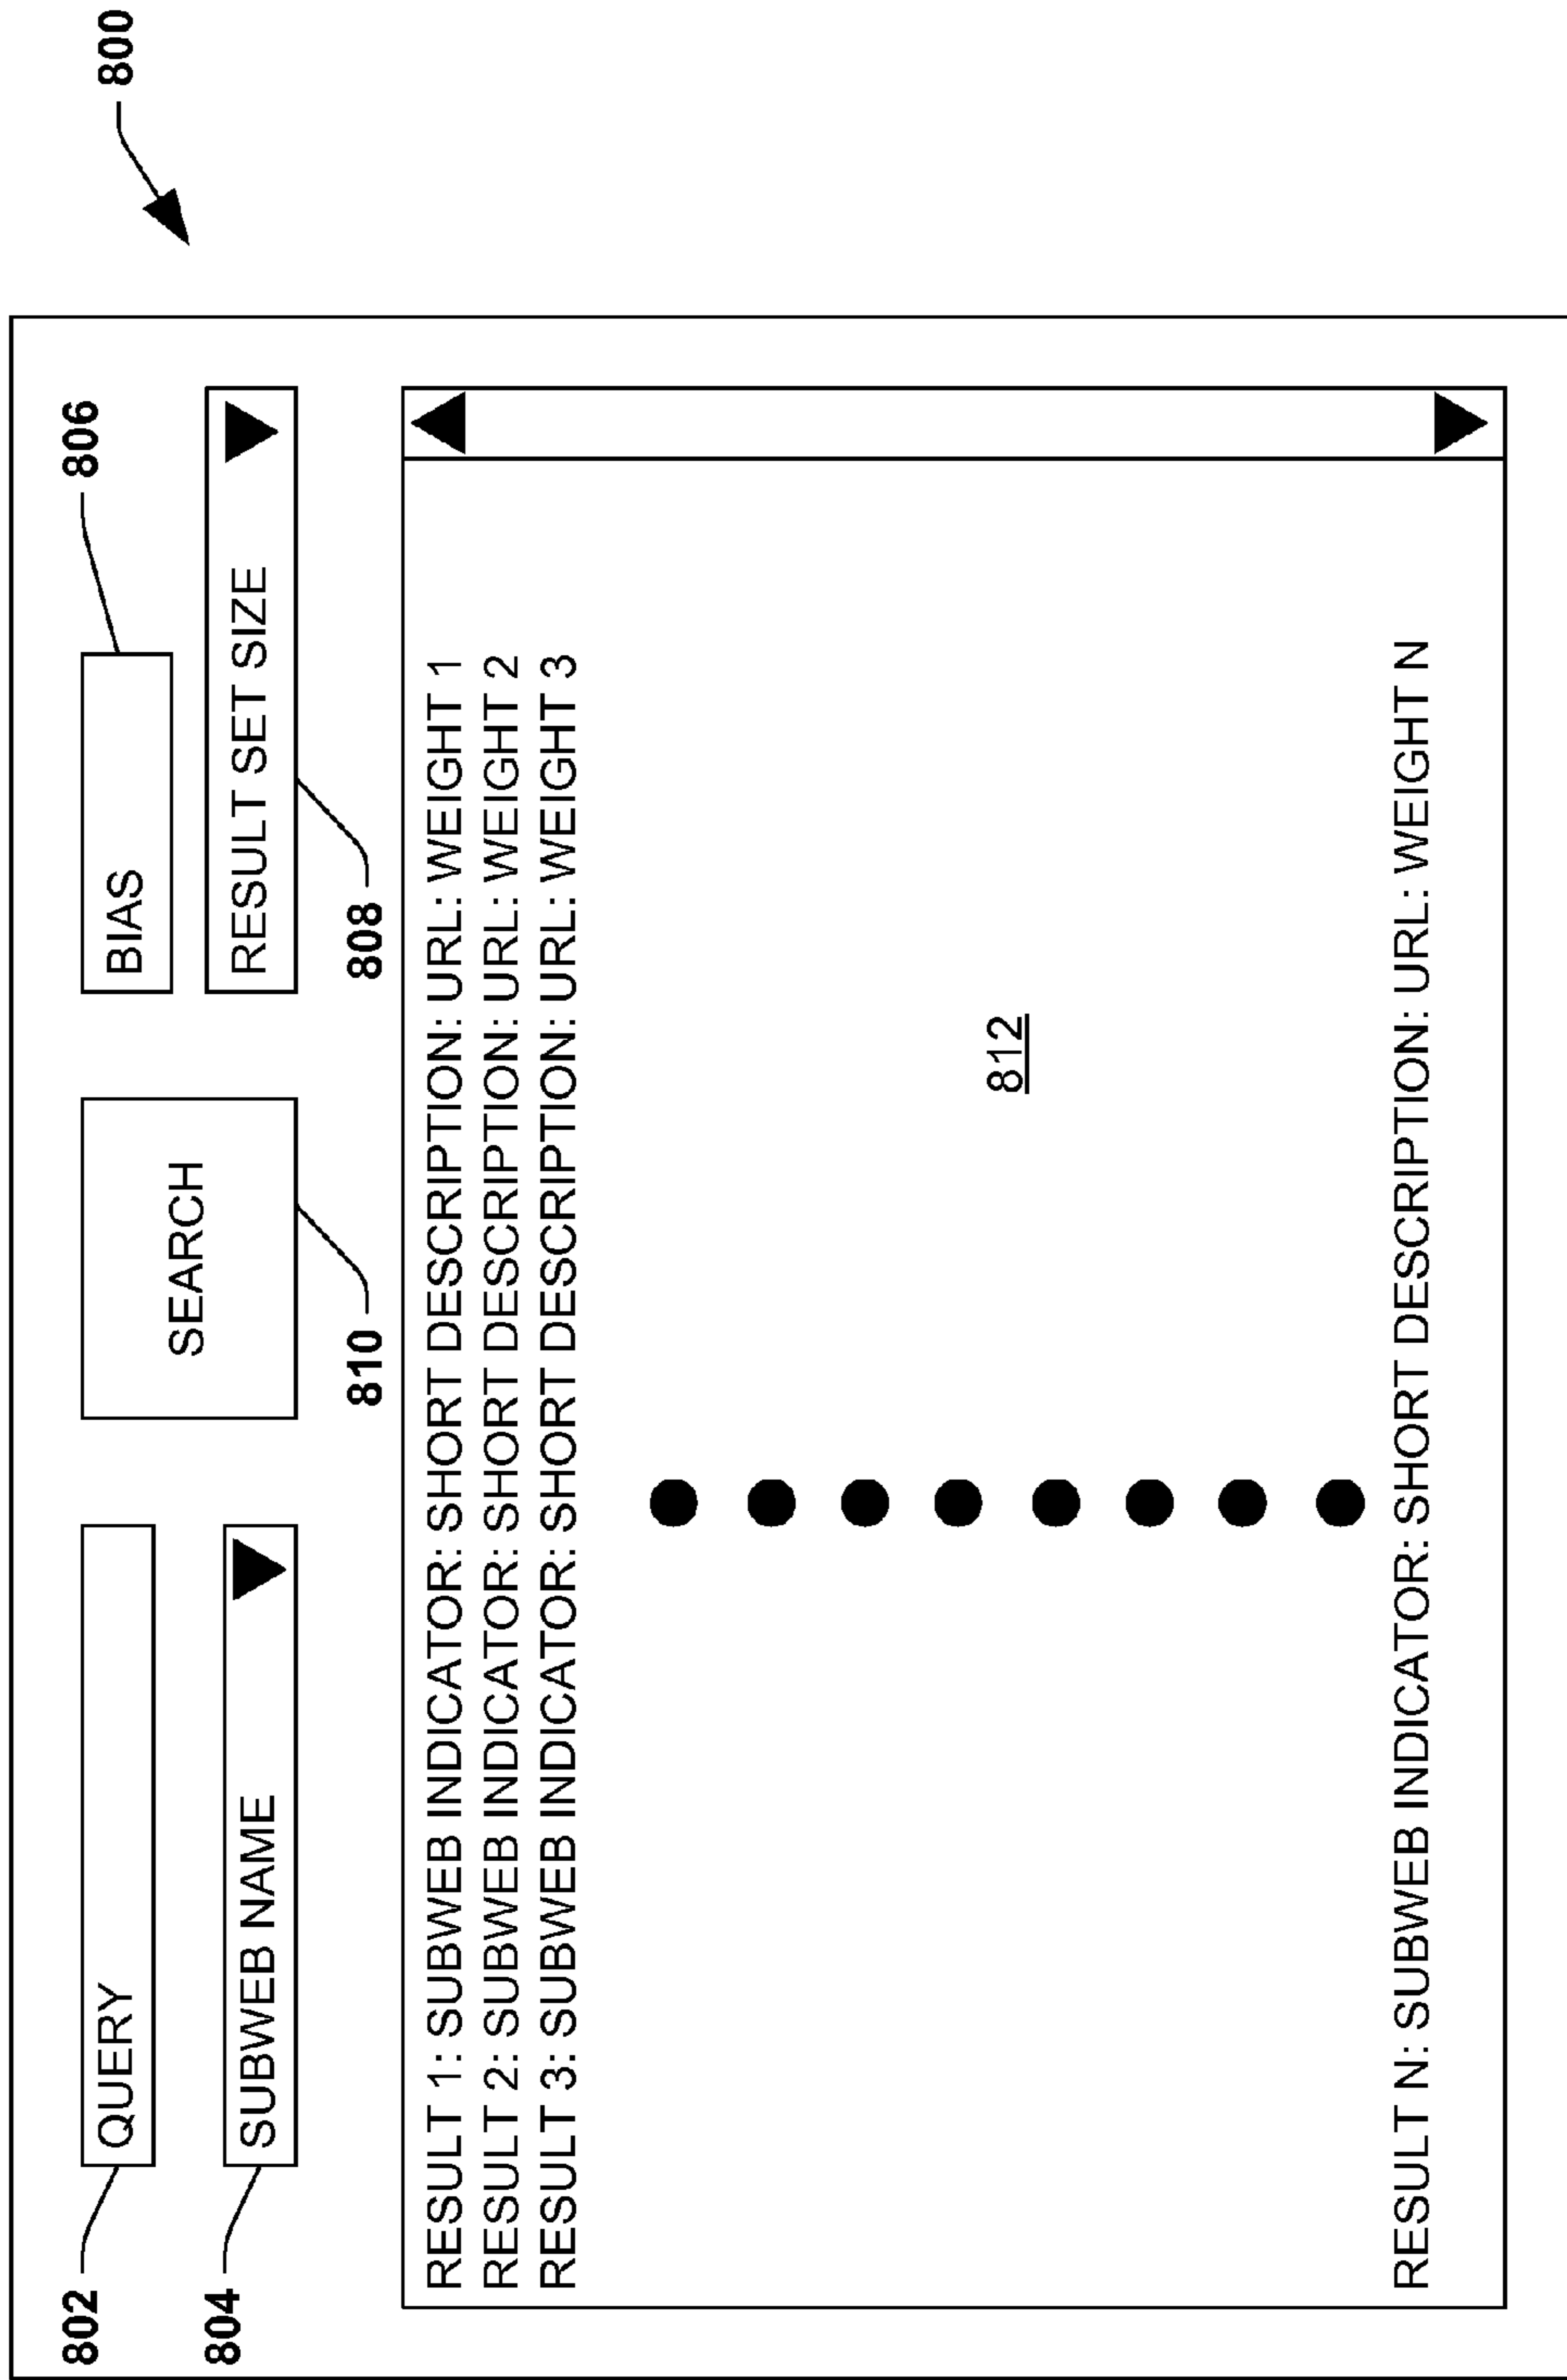 800
802
QUERY
SEARCH
BIAS
806
804
SUBWEB NAME
RESULT SET SIZE
810
808
RESULT 1: SUBWEB INDICATOR: SHORT DESCRIPTION: URL: WEIGHT 1
RESULT 2: SUBWEB INDICATOR: SHORT DESCRIPTION: URL: WEIGHT 2
RESULT 3: SUBWEB INDICATOR: SHORT DESCRIPTION: URL: WEIGHT 3
812
RESULT N: SUBWEB INDICATOR: SHORT DESCRIPTION: URL: WEIGHT N